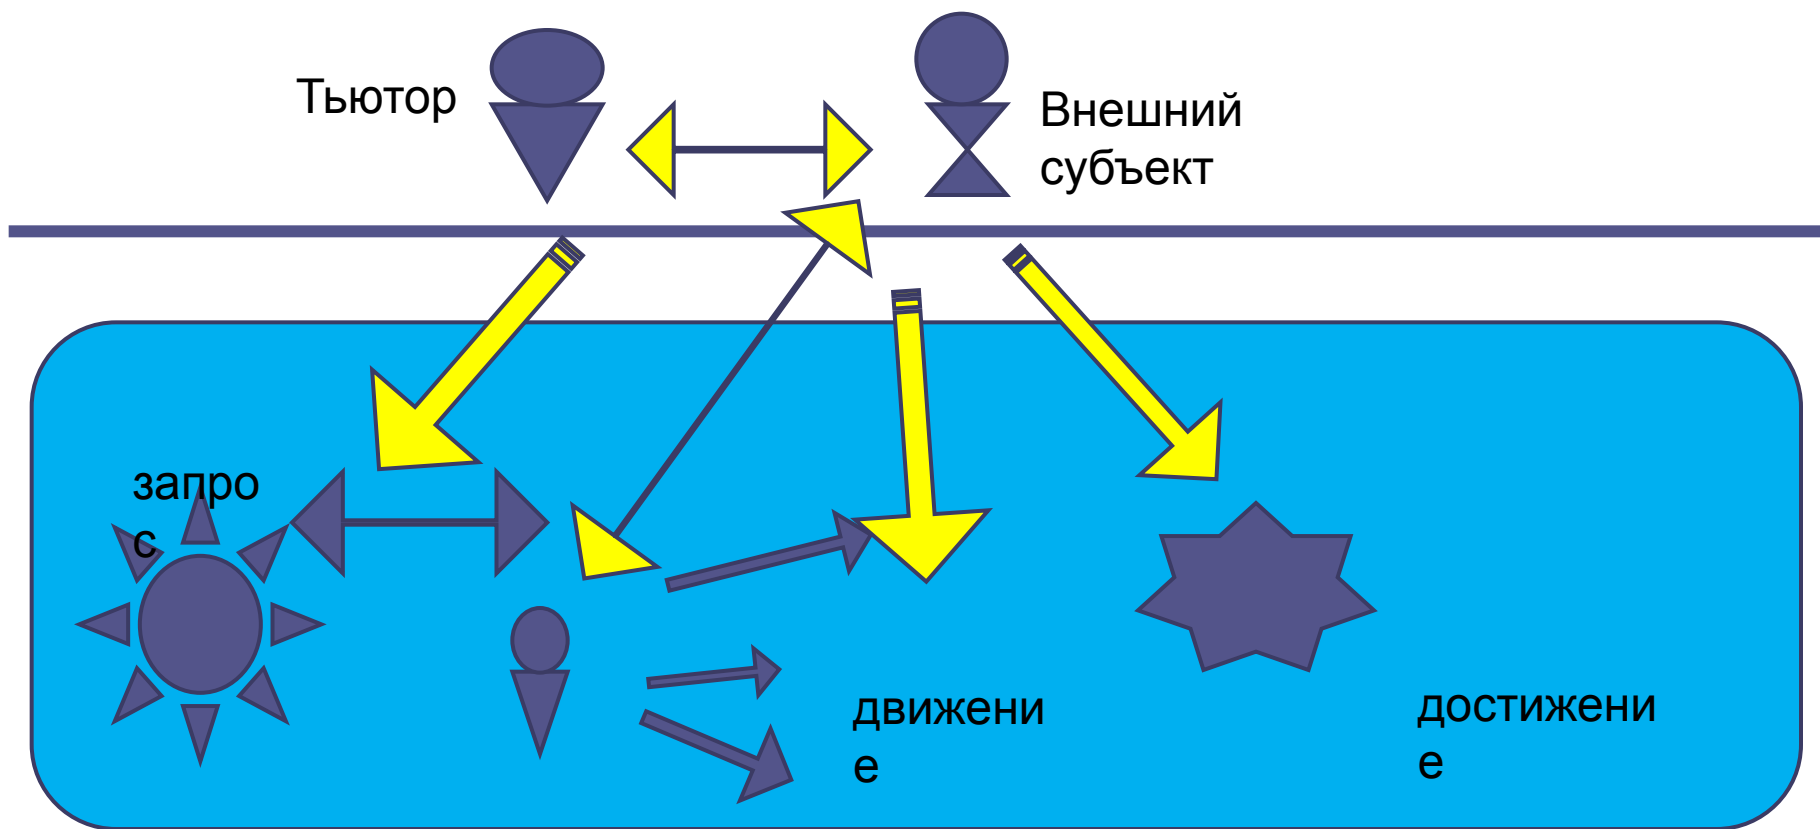 Тьютор
Внешний
субъект
запро
с
движени
е
достижени
е